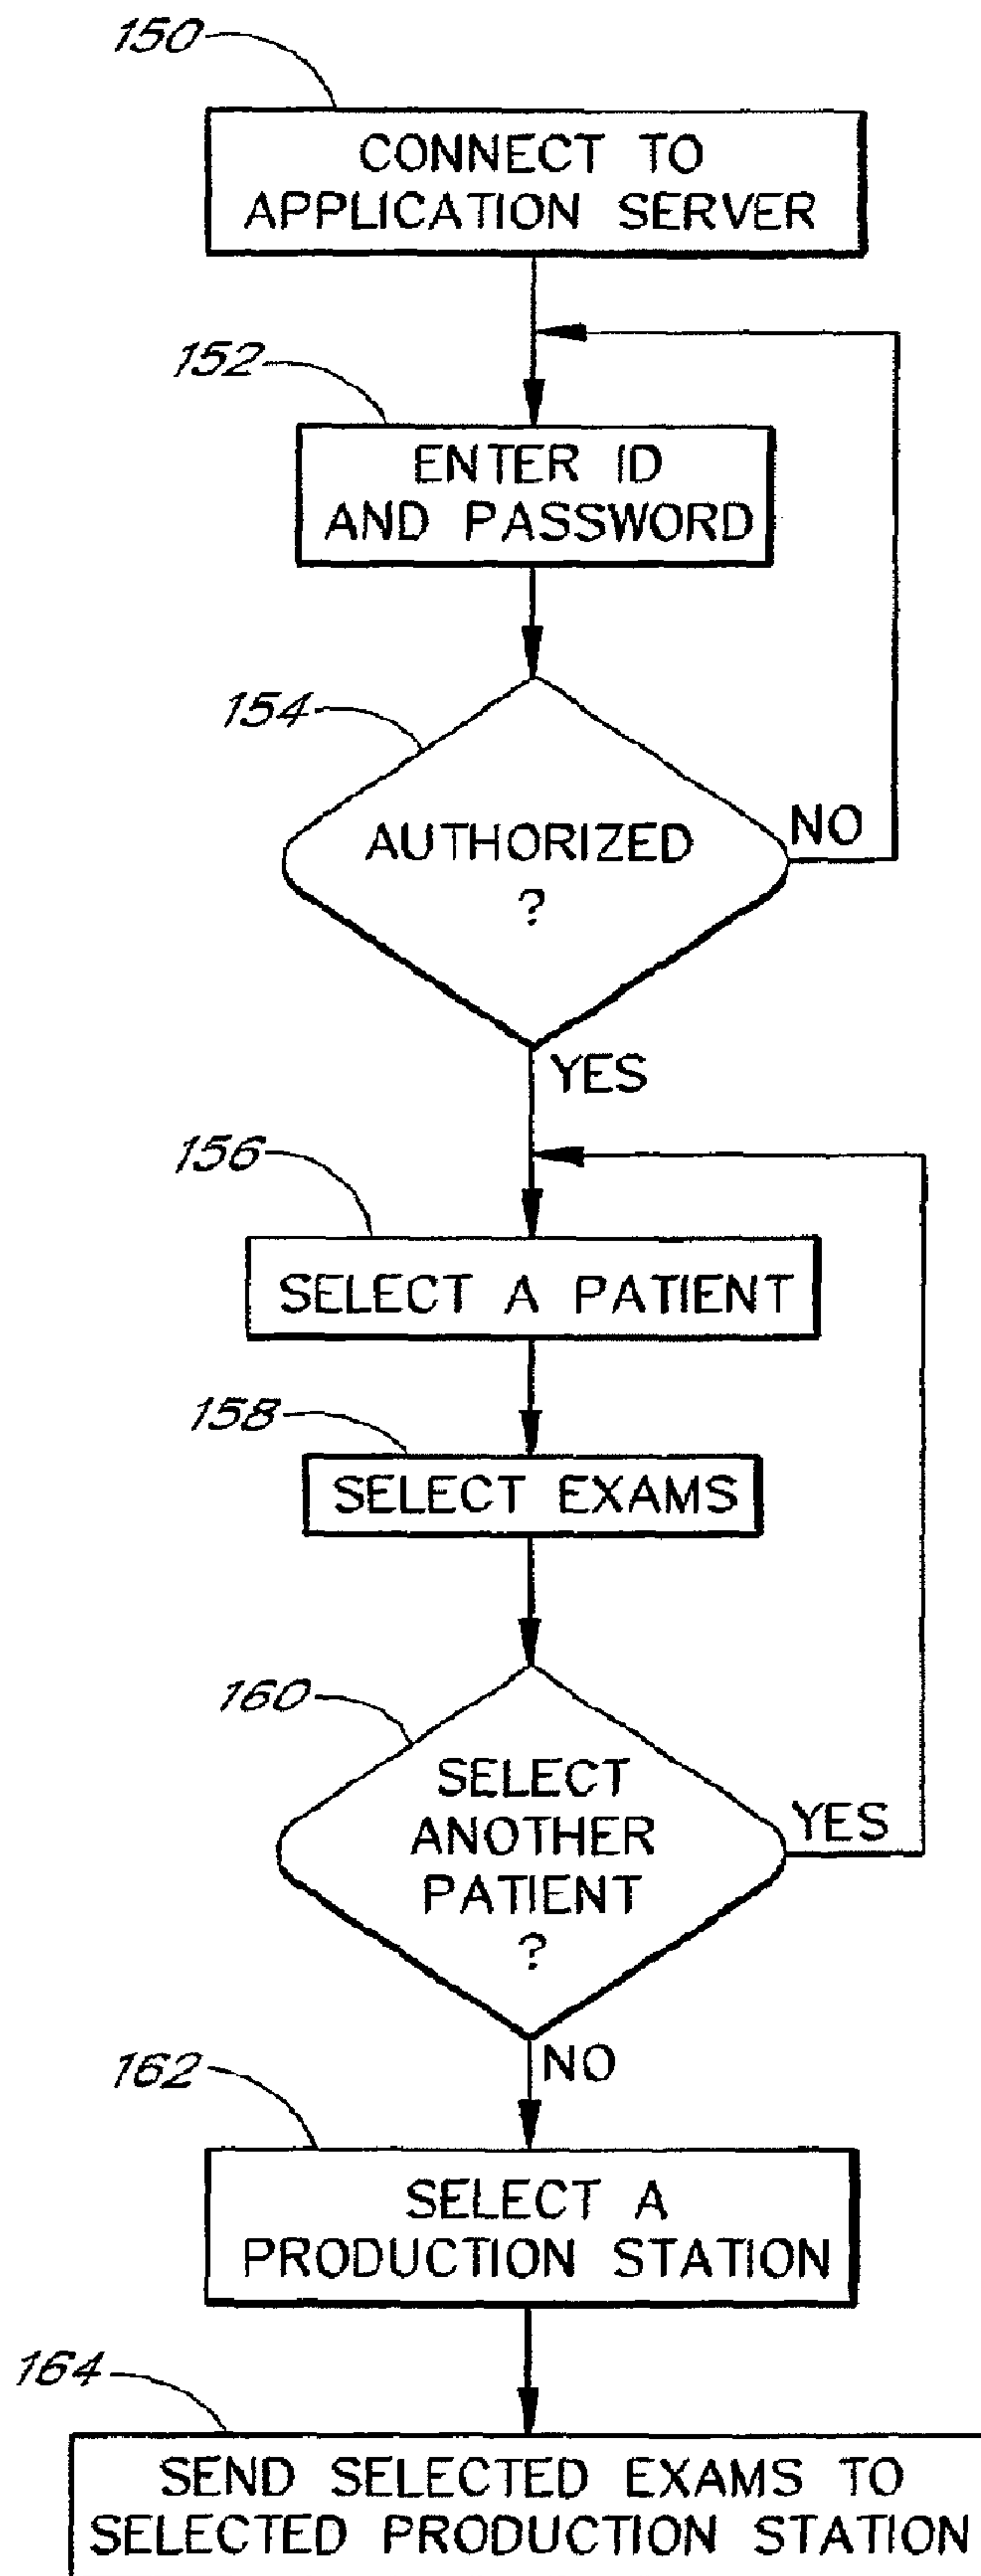 150
CONNECT TO
APPLICATION SERVER
152
ENTER ID
AND PASSWORD
154
AUTHORIZED
?
NO
YES
156
SELECT A PATIENT
158
SELECT EXAMS
160
SELECT
ANOTHER
PATIENT
?
YES
NO
162
SELECT A
PRODUCTION STATION
164
SEND SELECTED EXAMS TO
SELECTED PRODUCTION STATION